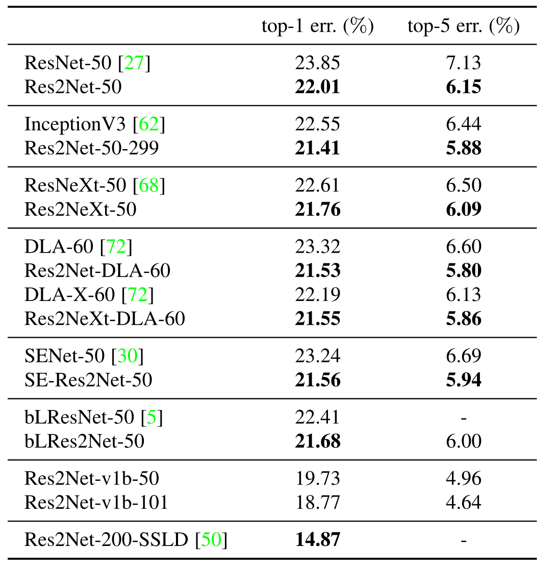 top-1 err. (%) top-5 err. (%)
ResNet-50 [27] 23.85 7.13
Res2Net-50 22.01 6.15
InceptionV3 [62] 22.55 6.44
Res2Net-50-299 21.41 5.88
ResNeXt-50 [68] 22.61 6.50
Res2NeXt-50 21.76 6.09
DLA-60 [72] 23.32 6.60
Res2Net-DLA-60 21.53 5.80
DLA-X-60 [72] 22.19 6.13
Res2NeXt-DLA-60 21.55 5.86
SENet-50 [30] 23.24 6.69
SE-Res2Net-50 21.56 5.94
bLResNet-50 [5] 22.41 -
bLRes2Net-50 21.68 6.00
Res2Net-v1b-50 19.73 4.96
Res2Net-v1b-101 18.77 4.64
Res2Net-200-SSLD [50] 14.87 -